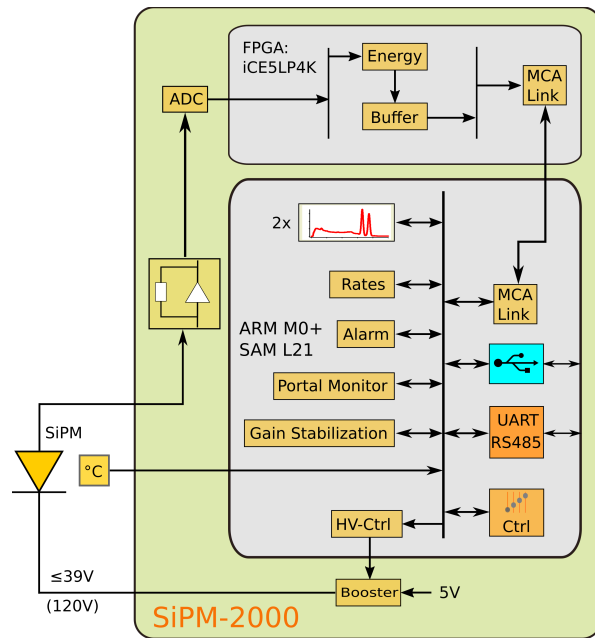 FPGA:
iCE5LP4K
Energy
Buffer
MCA
Link
ADC
2x
Rates
MCA
Link
ARM M0+
SAM L21
Alarm
Portal Monitor
Gain Stabilization
UART
RS485
SiPM
°C
HV-Ctrl
Ctrl
≤39V
(120V)
Booster
5V
SiPM-2000